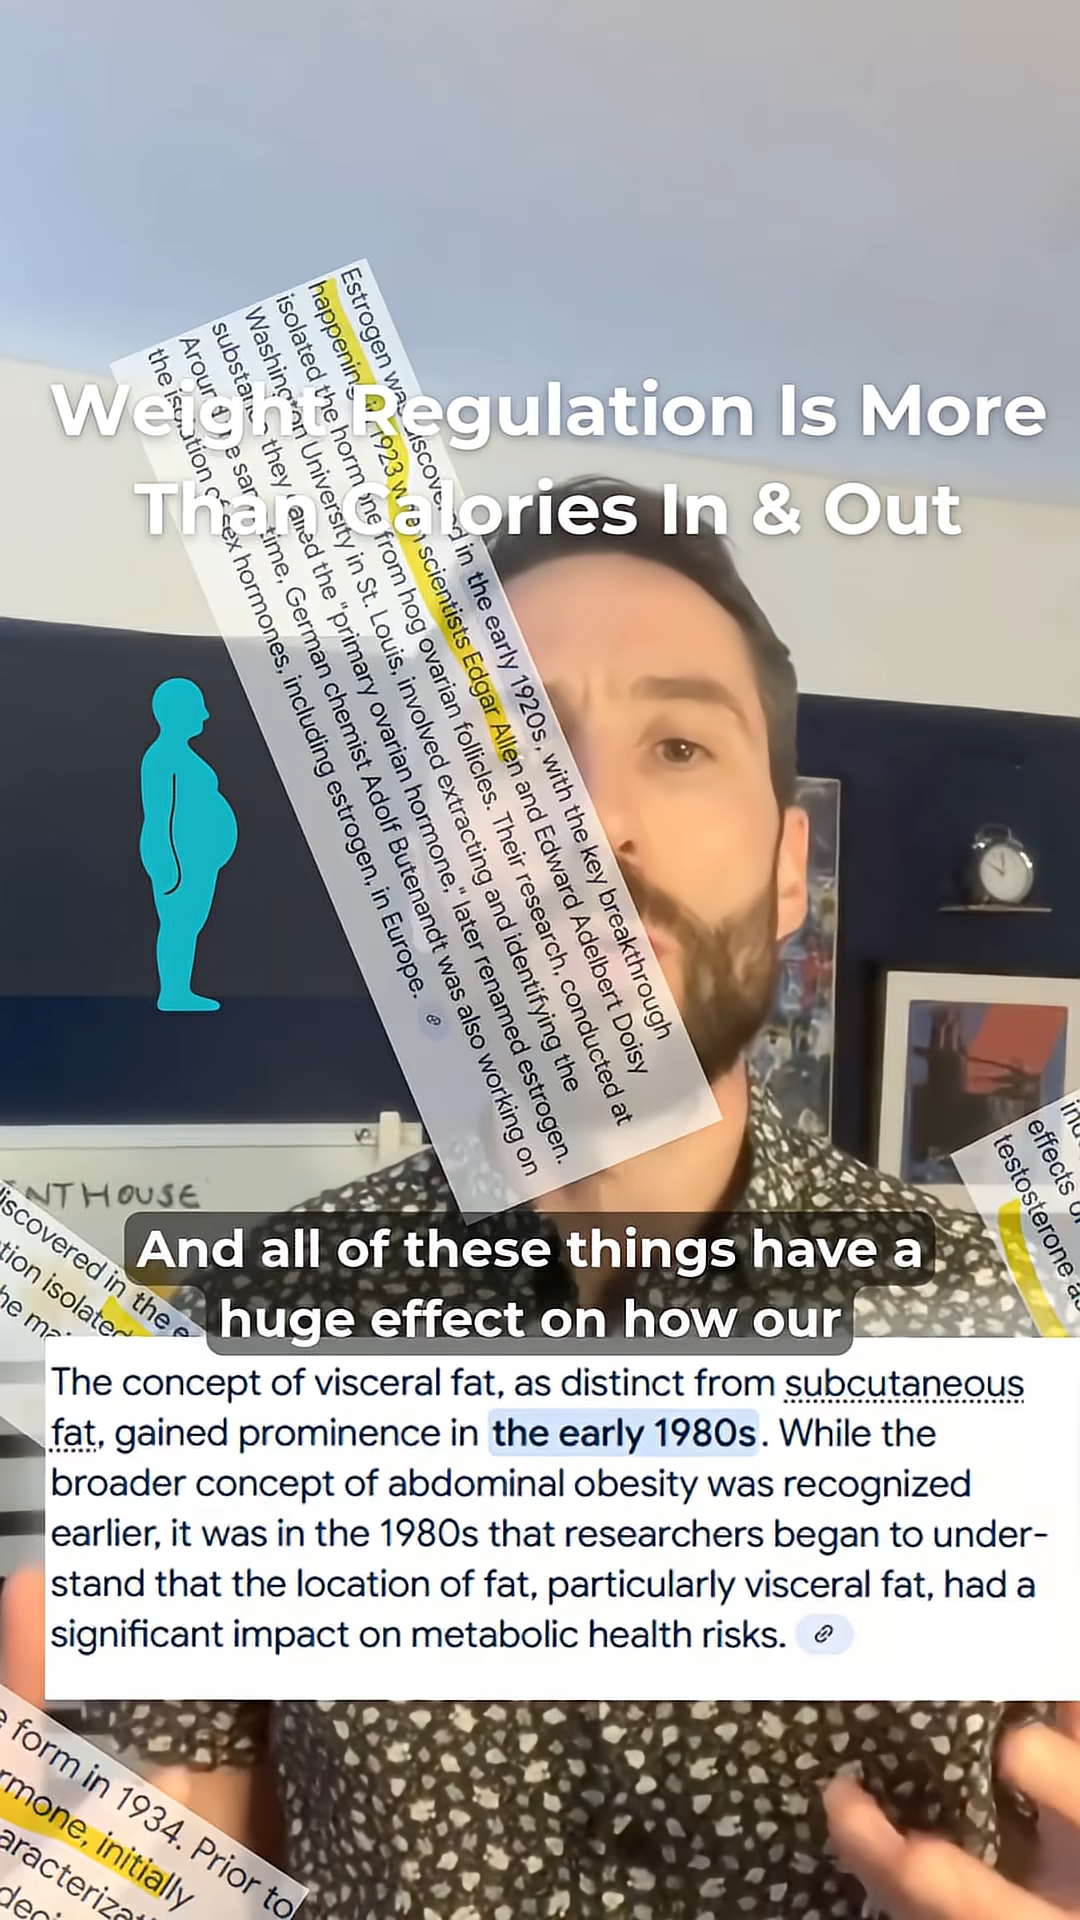 Weight Regulation Is More
Than Calories In & Out
Estrogen was discovered in the early 1920s, with the key breakthrough
happening in 1923 when scientists Edgar Allen and Edward Adelbert Doisy
isolated the hormone from hog ovarian follicles. Their research, conducted at
Washington University in St. Louis, involved extracting and identifying the
substance they called the "primary ovarian hormone," later renamed estrogen.
Around the same time, German chemist Adolf Butenandt was also working on
the isolation of sex hormones, including estrogen, in Europe.
NTHOUSE
discovered in the e
tion isolated
he ma
effects of
testosterone a
And all of these things have a
huge effect on how our
The concept of visceral fat, as distinct from subcutaneous
fat, gained prominence in the early 1980s. While the
broader concept of abdominal obesity was recognized
earlier, it was in the 1980s that researchers began to under-
stand that the location of fat, particularly visceral fat, had a
significant impact on metabolic health risks.
e form in 1934. Prior to
rmone, initially
aracteriza
deci